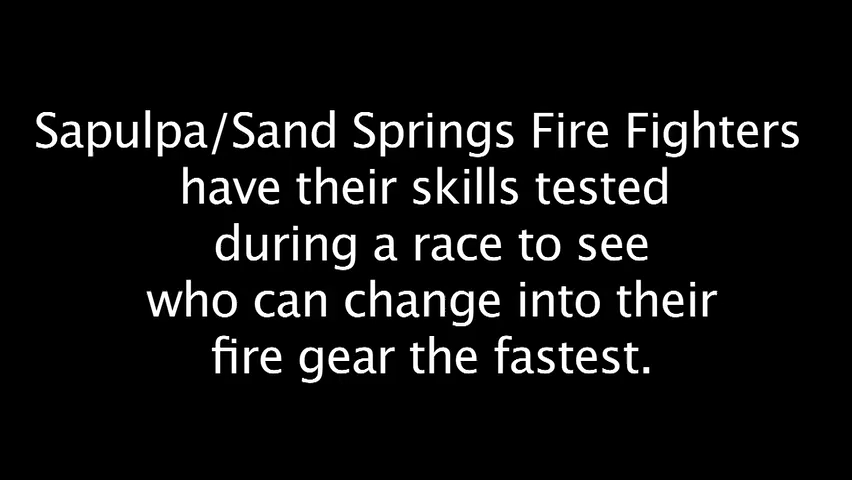 Sapulpa/Sand Springs Fire Fighters
have their skills tested
during a race to see
who can change into their
fire gear the fastest.